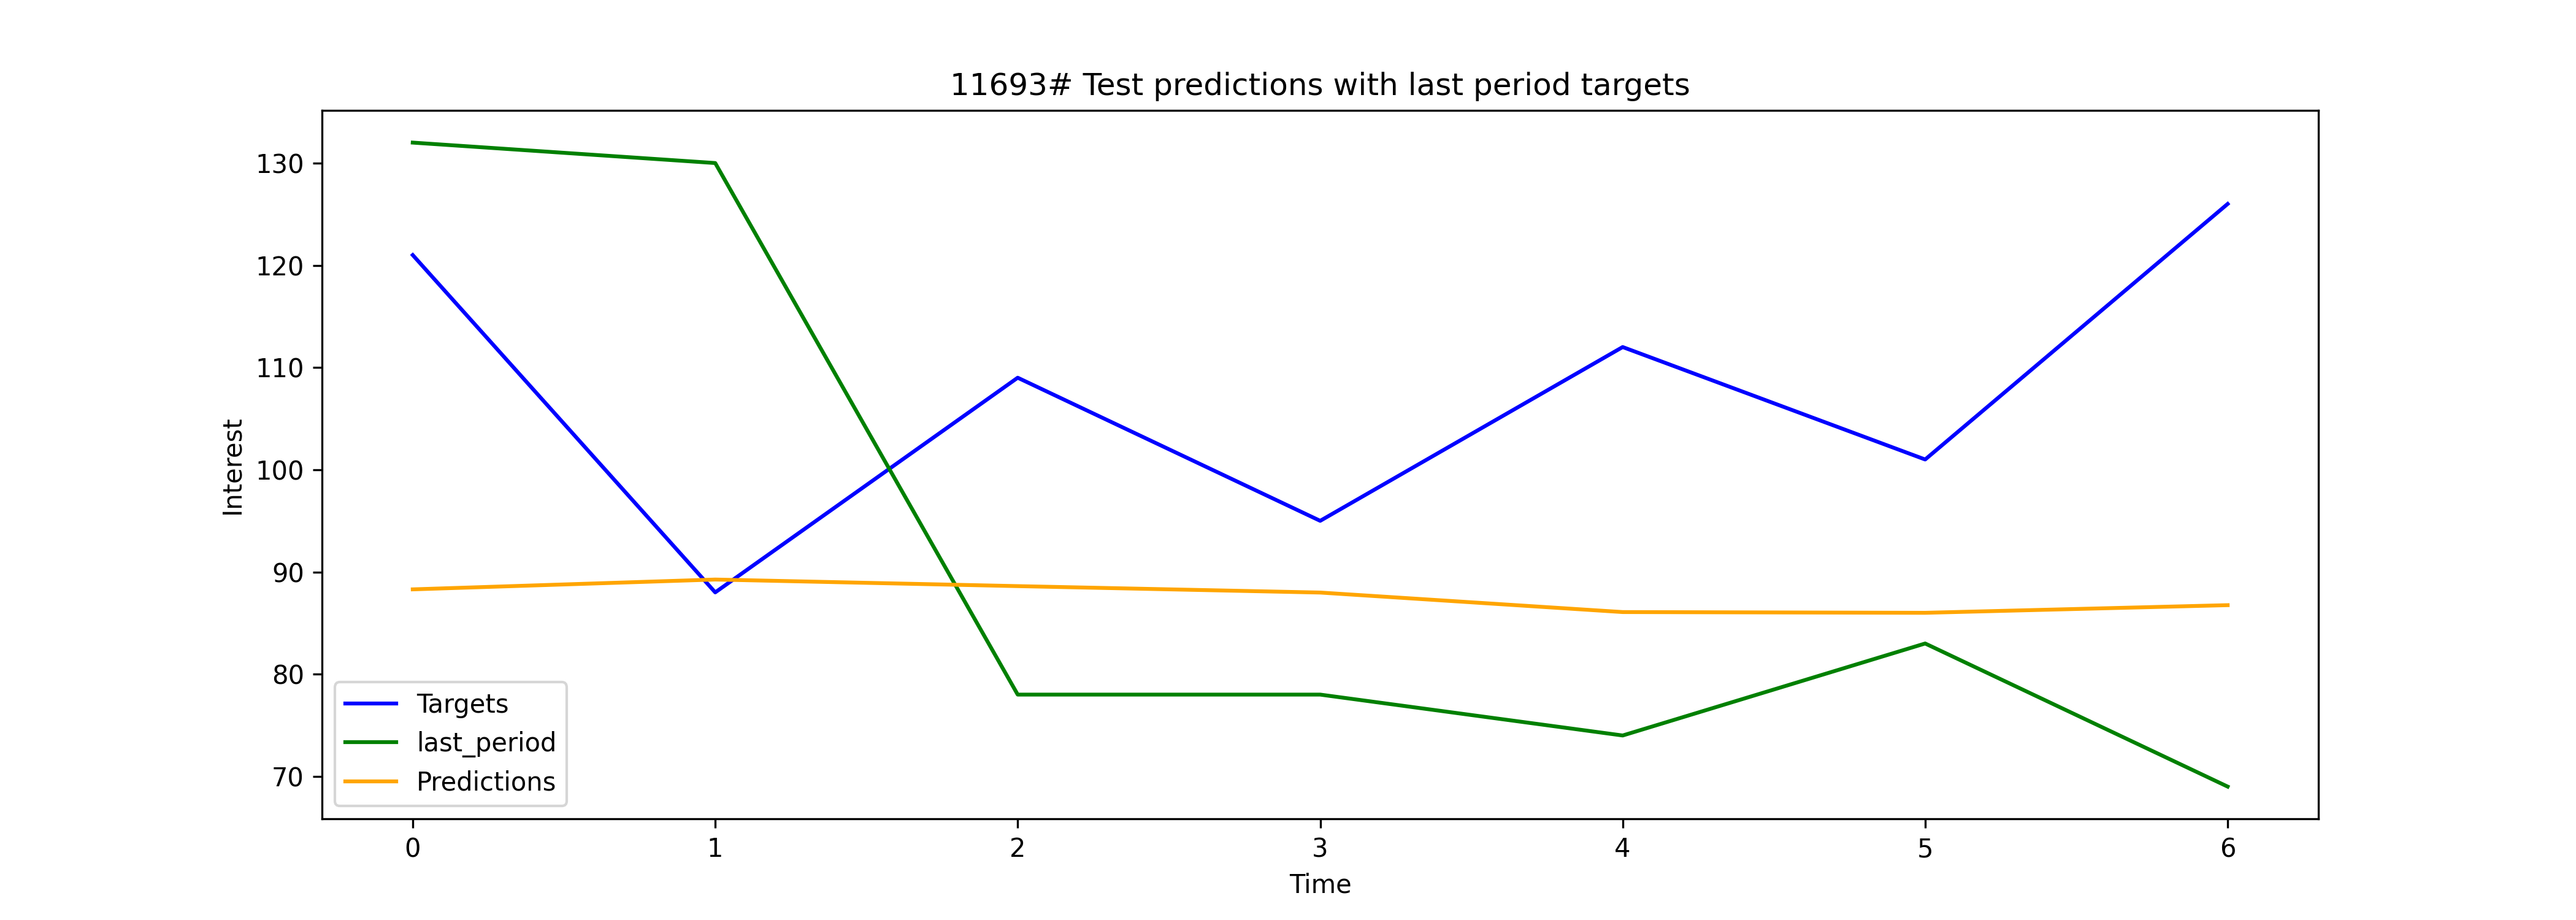 11693# Test predictions with last period targets
Interest
130
120
110
100
90
80
70
Targets
last_period
Predictions
0 1 2 3 4 5 6
Time